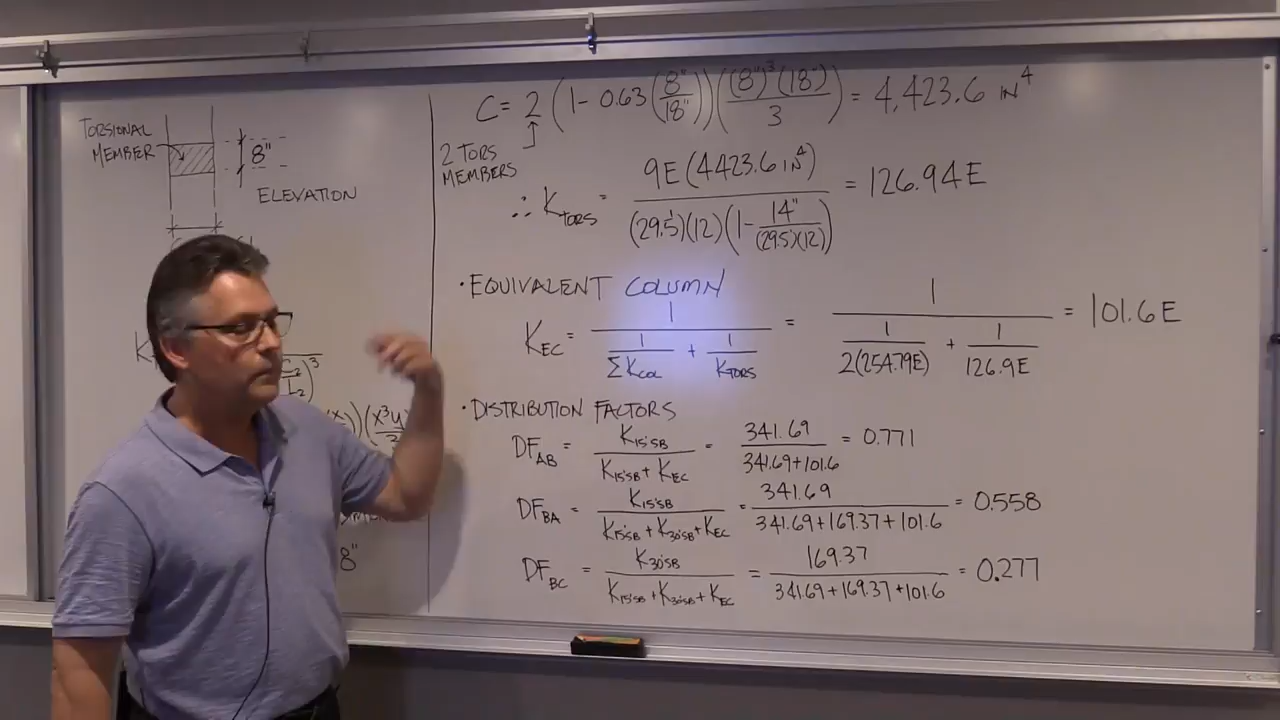 TORSIONAL
MEMBER
8"
ELEVATION
(x³y
8"
C = 2 (1 - 0.63 (8"/18")) ((8")³(18")/3) = 4,423.6 IN⁴
2 TORS
MEMBERS
∴ K_TORS = 9E(4423.6 IN⁴) / (29.5')(12)(1 - 14"/(29.5')(12)) = 126.94E
• EQUIVALENT COLUMN
K_EC = 1 / (1/ΣK_COL + 1/K_TORS) = 1 / (1/2(254.79E) + 1/126.9E) = 101.6E
• DISTRIBUTION FACTORS
DF_AB = K_15'SB / K_15'SB + K_EC = 341.69 / 341.69+101.6 = 0.771
DF_BA = K_15'SB / K_15'SB + K_30'SB + K_EC = 341.69 / 341.69+169.37+101.6 = 0.558
DF_BC = K_30'SB / K_15'SB + K_30'SB + K_EC = 169.37 / 341.69+169.37+101.6 = 0.277